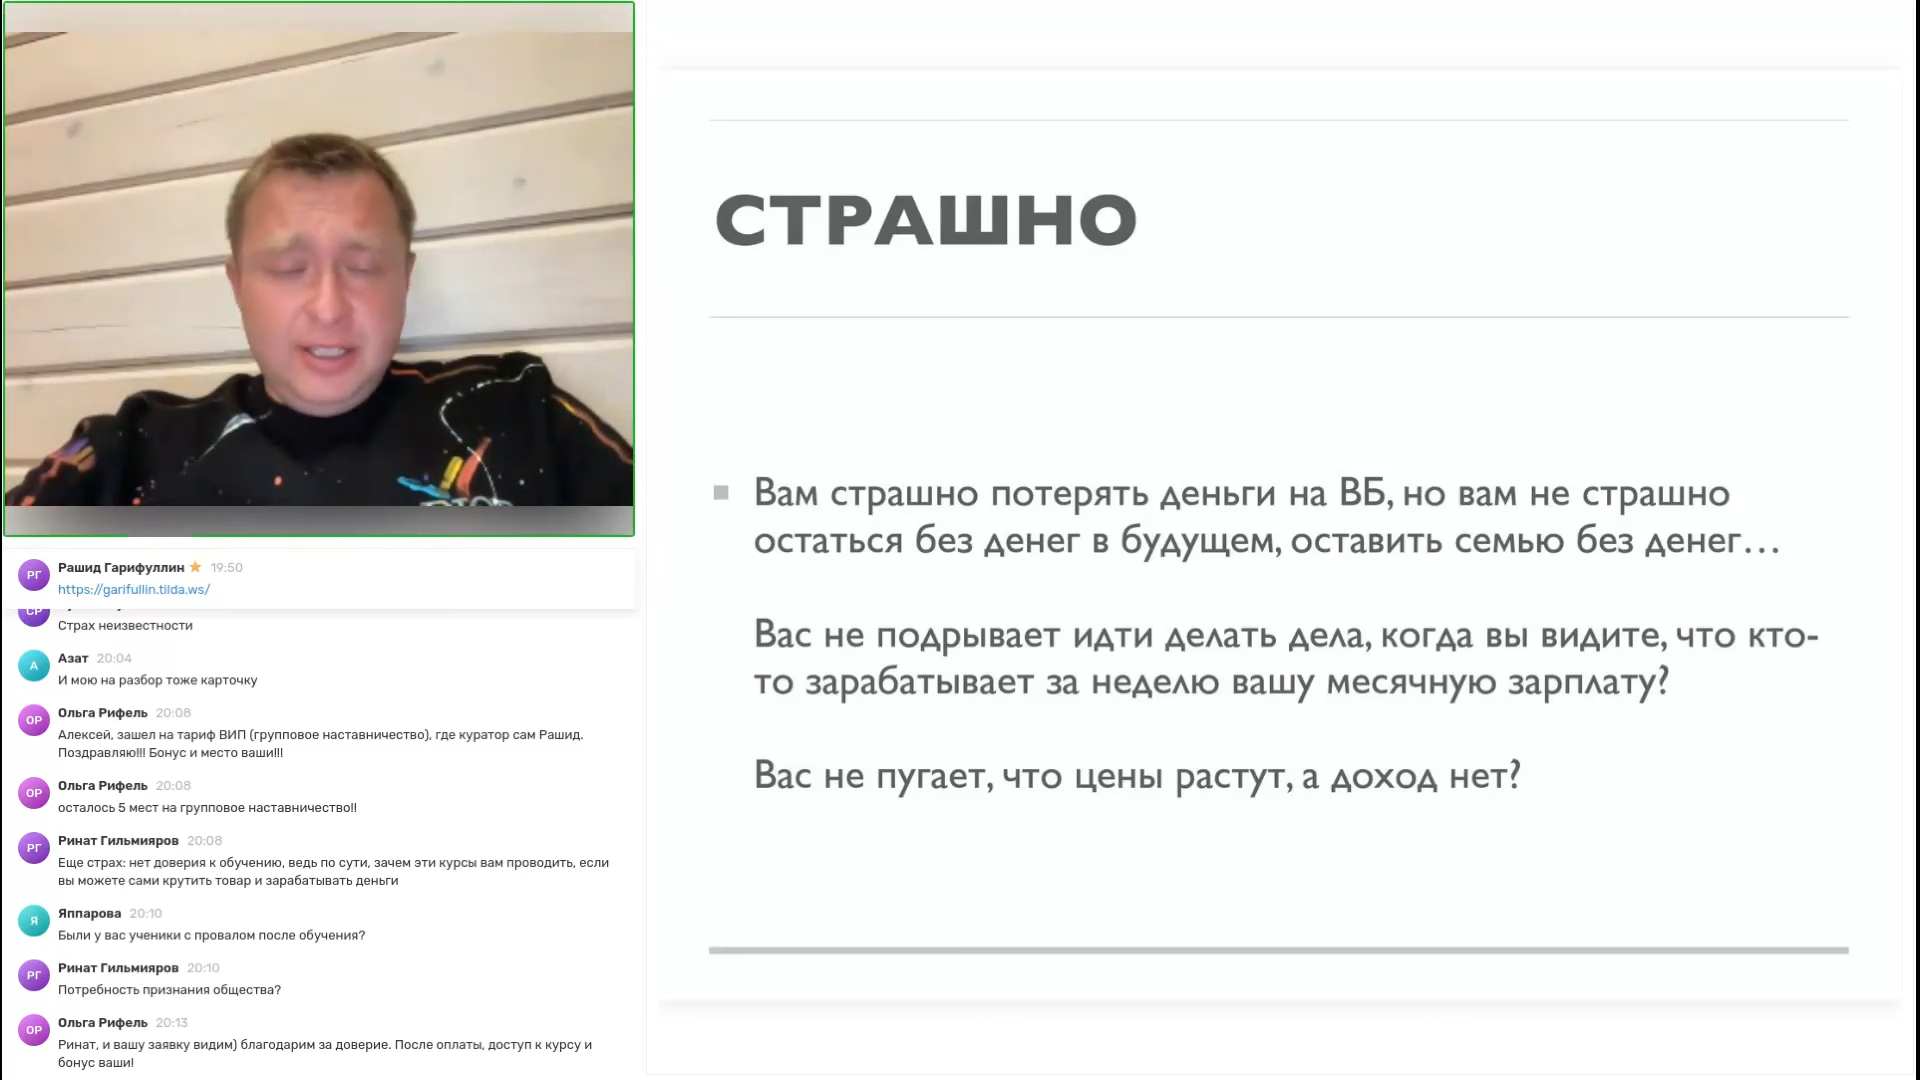 РГ
Рашид Гарифуллин 19:50
https://garifullin.tilda.ws/
Страх неизвестности
А
Азат 20:04
И мою на разбор тоже карточку
ОР
Ольга Рифель 20:08
Алексей, зашел на тариф ВИП (групповое наставничество), где куратор сам Рашид.
Поздравляю!!! Бонус и место ваши!!!
ОР
Ольга Рифель 20:08
осталось 5 мест на групповое наставничество!!
РГ
Ринат Гильмияров 20:08
Еще страх: нет доверия к обучению, ведь по сути, зачем эти курсы вам проводить, если
вы можете сами крутить товар и зарабатывать деньги
Я
Яппарова 20:10
Были у вас ученики с провалом после обучения?
РГ
Ринат Гильмияров 20:10
Потребность признания общества?
ОР
Ольга Рифель 20:13
Ринат, и вашу заявку видим) благодарим за доверие. После оплаты, доступ к курсу и
бонус ваши!
СТРАШНО
Вам страшно потерять деньги на ВБ, но вам не страшно
остаться без денег в будущем, оставить семью без денег…
Вас не подрывает идти делать дела, когда вы видите, что кто-
то зарабатывает за неделю вашу месячную зарплату?
Вас не пугает, что цены растут, а доход нет?